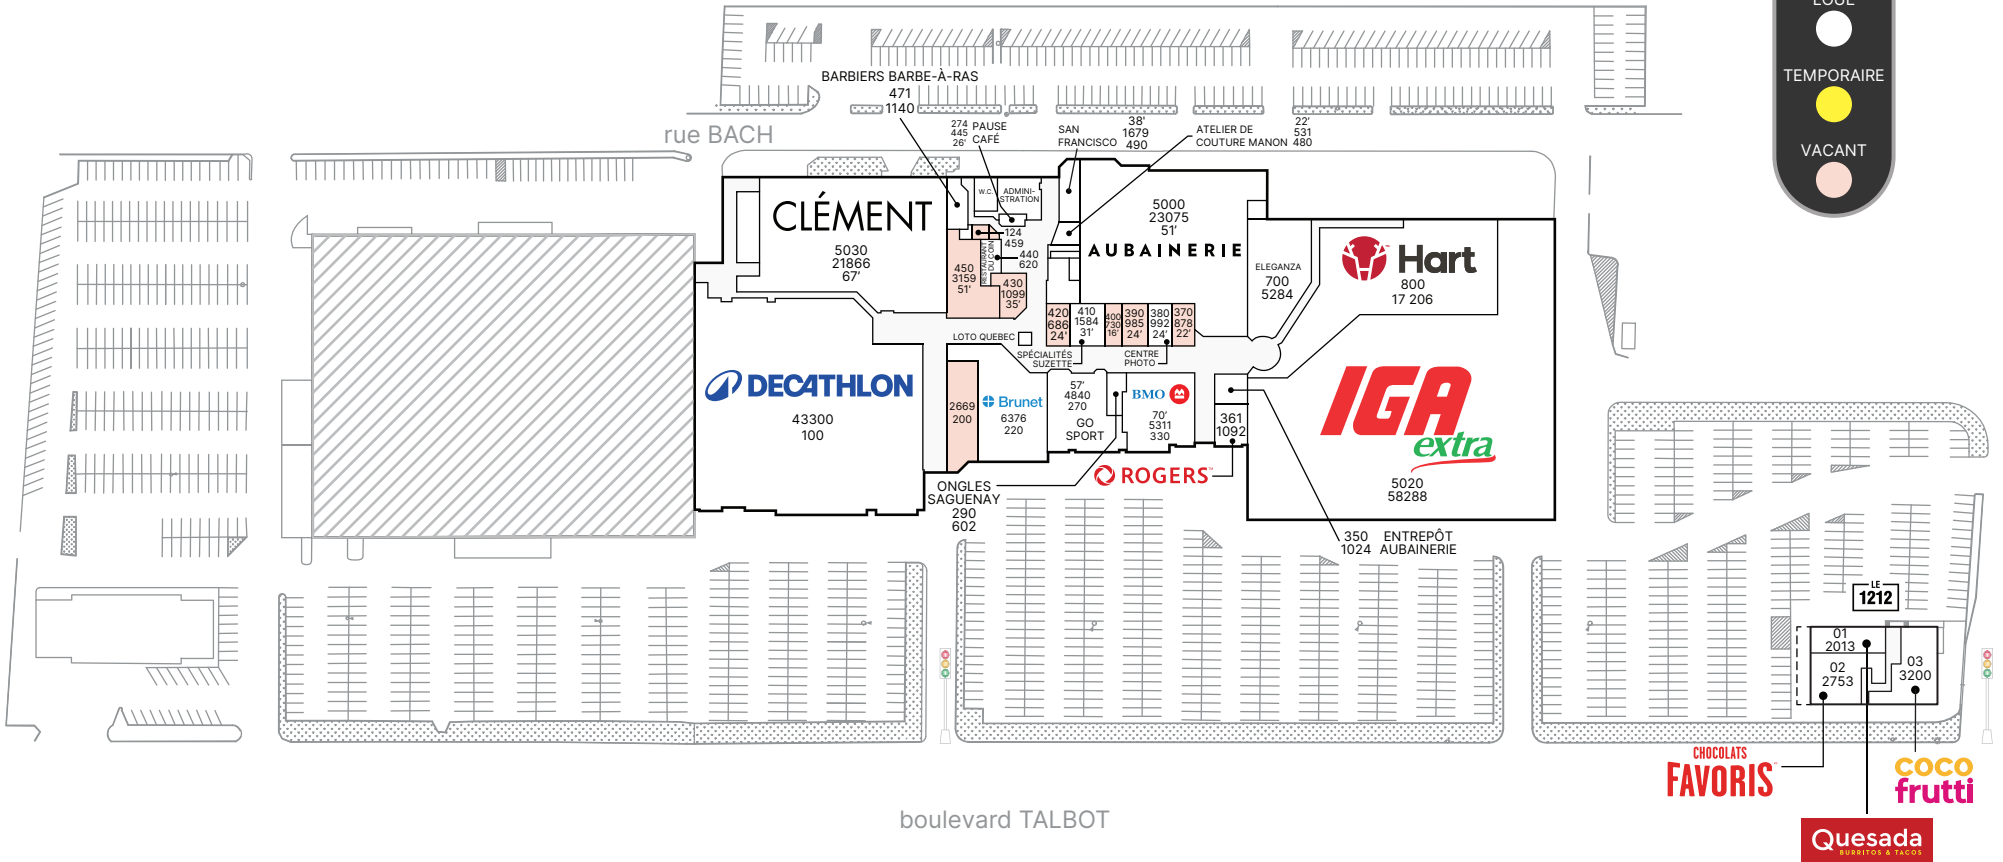 LOUÉ
TEMPORAIRE
VACANT
rue BACH
BARBIERS BARBE-À-RAS
471
1140
274
445
26'
PAUSE
CAFÉ
SAN
FRANCISCO
38'
1679
490
ATELIER DE
COUTURE MANON
22'
531
480
CLÉMENT
5030
21866
67'
W.C.
ADMINI-
STRATION
124
459
RESTAURANT
DU COIN
440
620
450
3159
51'
430
1099
35'
5000
23075
51'
AUBAINERIE
ELEGANZA
700
5284
Hart
800
17 206
420
686
24'
410
1584
31'
400
730
16'
390
985
24'
380
992
24'
370
878
22'
LOTO QUEBEC
SPÉCIALITÉS
SUZETTE
CENTRE
PHOTO
DECATHLON
43300
100
2669
200
Brunet
6376
220
57'
4840
270
GO
SPORT
BMO
70'
5311
330
361
1092
ROGERS
IGA
extra
5020
58288
ONGLES
SAGUENAY
290
602
350
1024
ENTREPÔT
AUBAINERIE
LE
1212
01
2013
02
2753
03
3200
CHOCOLATS
FAVORIS
COCO
frutti
Quesada
BURRITOS & TACOS
boulevard TALBOT